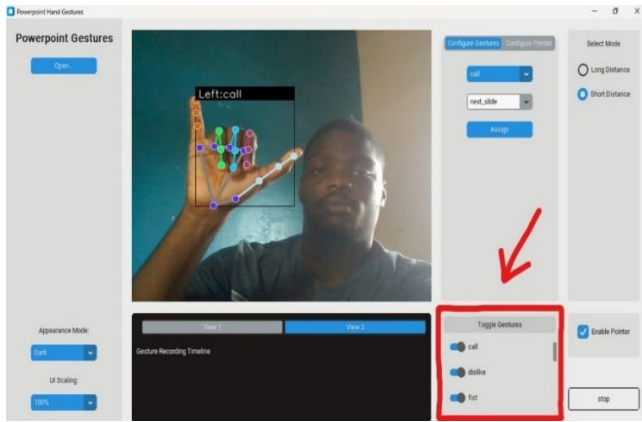 Powerpoint Hand Gestures
Powerpoint Gestures
Open...
Appearance Mode:
Dark
UI Scaling:
100%
Left:call
View 1
View 2
Gesture Recording Timeline
Configure Gestures
Configure Pointer
call
next_slide
Assign
Toggle Gestures
call
dislike
fist
Select Mode
Long Distance
Short Distance
Enable Pointer
stop